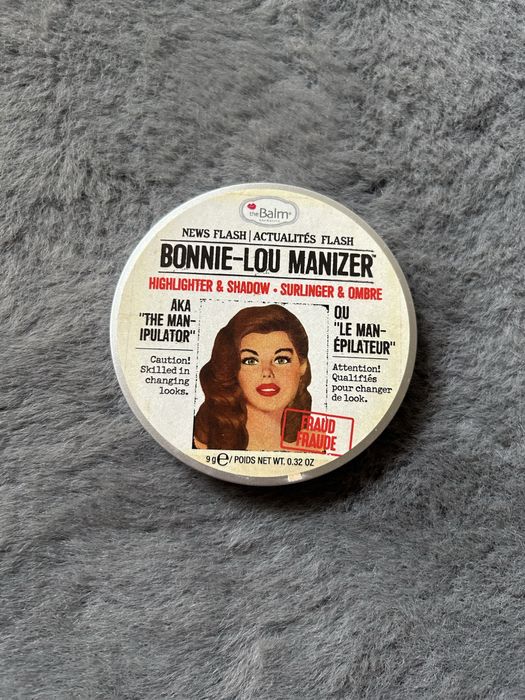 theBalm®
cosmetics
NEWS FLASH | ACTUALITÉS FLASH
BONNIE-LOU MANIZER™
HIGHLIGHTER & SHADOW • SURLINGER & OMBRE
AKA
"THE MAN-
IPULATOR"
Caution!
Skilled in
changing
looks.
OU
"LE MAN-
ÉPILATEUR"
Attention!
Qualifiés
pour changer
de look.
FRAUD
FRAUDE
9 g ℮ / POIDS NET WT. 0.32 OZ